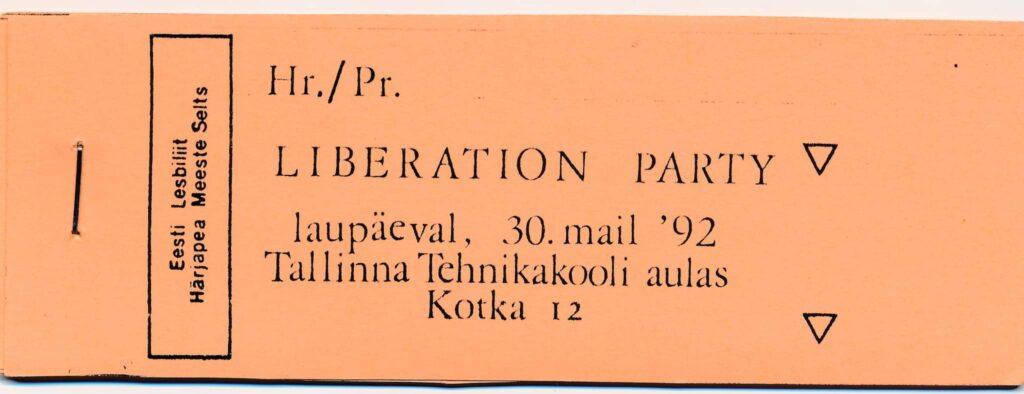 Eesti Lesbiliit
Härjapea Meeste Selts
Hr./Pr.
LIBERATION PARTY
laupäeval, 30. mail '92
Tallinna Tehnikakooli aulas
Kotka 12